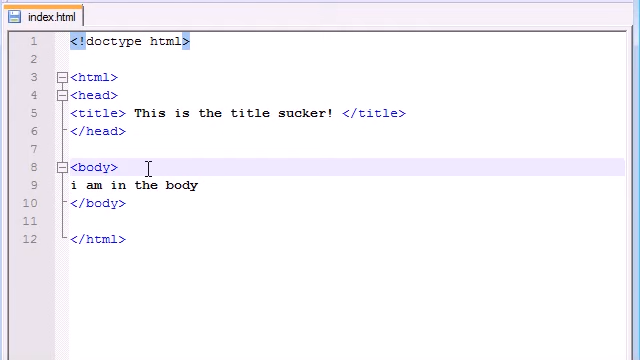 index.html
1 <!doctype html>
2
3 <html>
4 <head>
5 <title> This is the title sucker! </title>
6 </head>
7
8 <body>
9 i am in the body
10 </body>
11
12 </html>